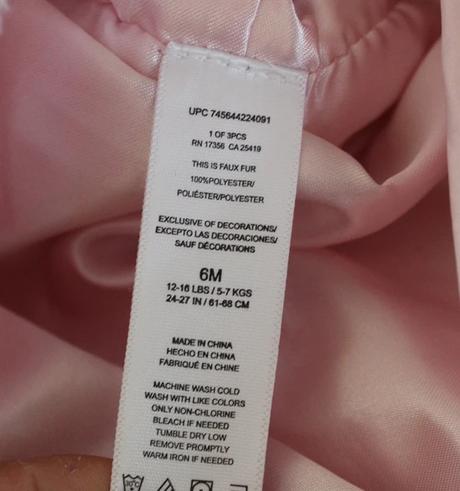 UPC 745644224091
1 OF 3PCS
RN 17356 CA 25419
THIS IS FAUX FUR
100%POLYESTER/
POLIÉSTER/POLYESTER
EXCLUSIVE OF DECORATIONS/
EXCEPTO LAS DECORACIONES/
SAUF DÉCORATIONS
6M
12-16 LBS / 5-7 KGS
24-27 IN / 61-68 CM
MADE IN CHINA
HECHO EN CHINA
FABRIQUÉ EN CHINE
MACHINE WASH COLD
WASH WITH LIKE COLORS
ONLY NON-CHLORINE
BLEACH IF NEEDED
TUMBLE DRY LOW
REMOVE PROMPTLY
WARM IRON IF NEEDED
30°C